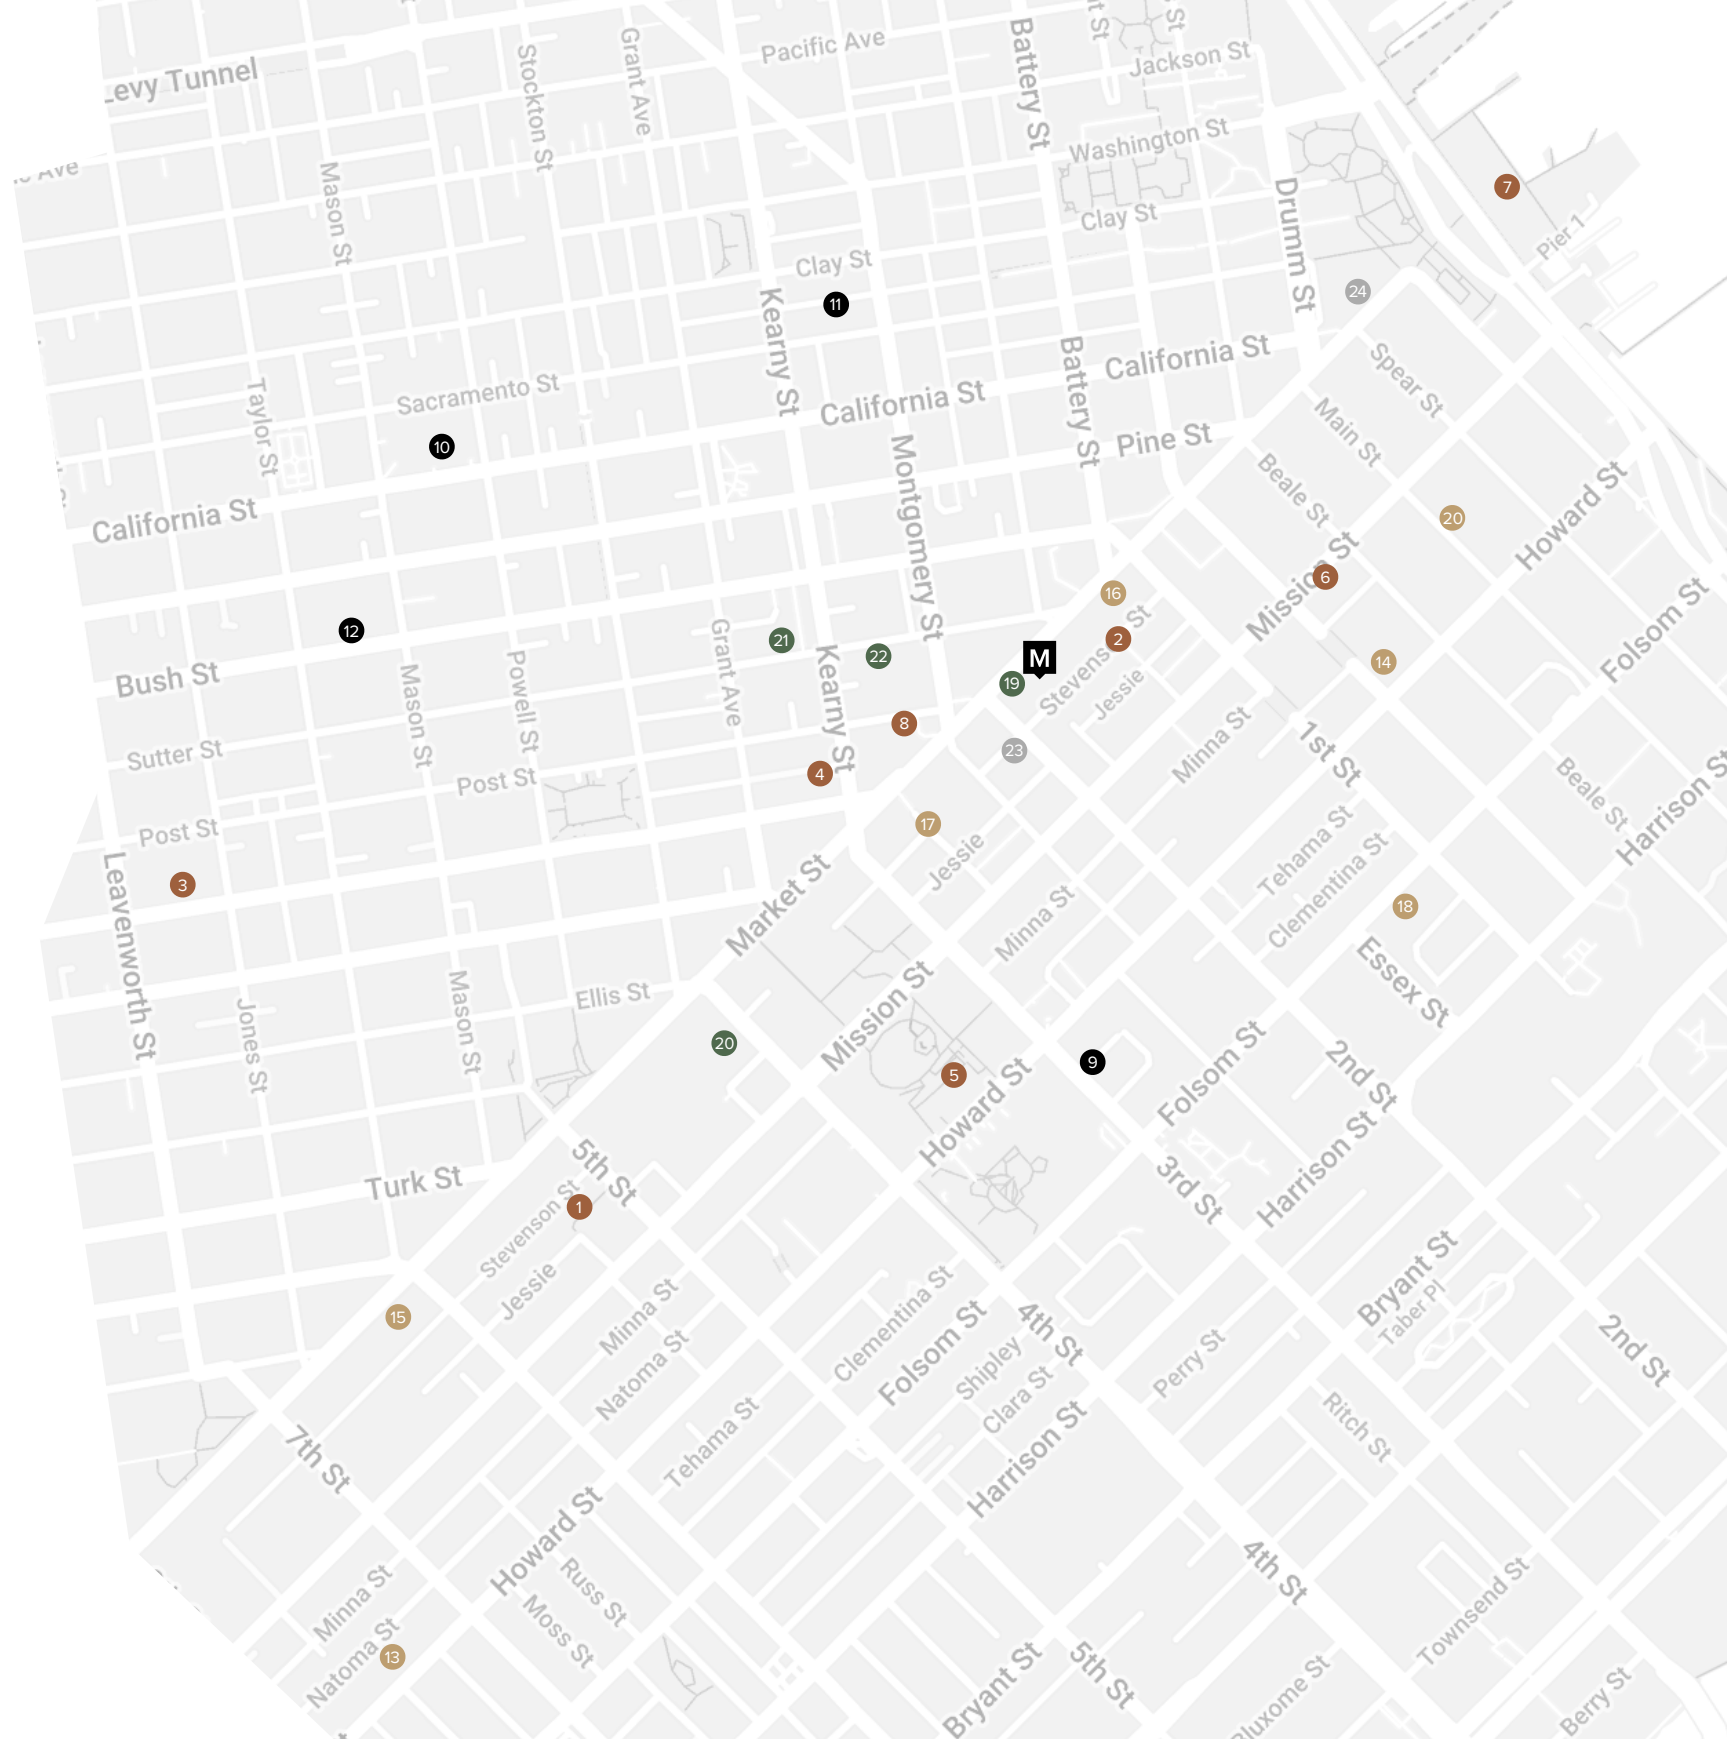 Pacific Ave
Battery St
Jackson St
Levy Tunnel
Stockton St
Grant Ave
Washington St
Mason St
Drumm St
7
Clay St
Pier 1
Clay St
24
11
Kearny St
California St
Battery St
Spear St
Sacramento St
California St
Main St
Taylor St
10
Pine St
Montgomery St
Beale St
Howard St
California St
20
Mission St
6
16
Folsom St
12
21
22
2
Stevenson St
M
14
Grant Ave
Kearny St
19
Jessie
Bush St
Mason St
Powell St
8
Minna St
Sutter St
23
1st St
Post St
4
Beale St
Harrison St
Post St
17
Tehama St
Jessie
Clementina St
3
Market St
18
Leavenworth St
Minna St
Essex St
Ellis St
Mission St
Jones St
Mason St
20
5
9
Howard St
Folsom St
2nd St
5th St
Turk St
3rd St
Harrison St
Stevenson St
1
Jessie
Bryant St
Taber Pl
15
Minna St
Clementina St
Folsom St
4th St
Natoma St
Shipley
Clara St
Perry St
2nd St
Tehama St
Harrison St
Ritch St
7th St
Howard St
4th St
Minna St
Russ St
Moss St
Townsend St
Natoma St
13
Bryant St
5th St
Bluxome St
Berry St